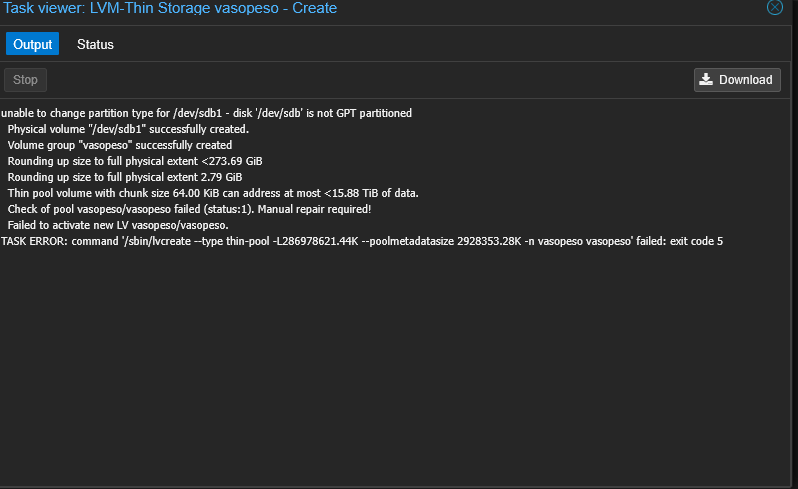 Task viewer: LVM-Thin Storage vasopeso - Create
Output Status
Stop Download
unable to change partition type for /dev/sdb1 - disk '/dev/sdb' is not GPT partitioned
Physical volume "/dev/sdb1" successfully created.
Volume group "vasopeso" successfully created
Rounding up size to full physical extent <273.69 GiB
Rounding up size to full physical extent 2.79 GiB
Thin pool volume with chunk size 64.00 KiB can address at most <15.88 TiB of data.
Check of pool vasopeso/vasopeso failed (status:1). Manual repair required!
Failed to activate new LV vasopeso/vasopeso.
TASK ERROR: command '/sbin/lvcreate --type thin-pool -L286978621.44K --poolmetadatasize 2928353.28K -n vasopeso vasopeso' failed: exit code 5